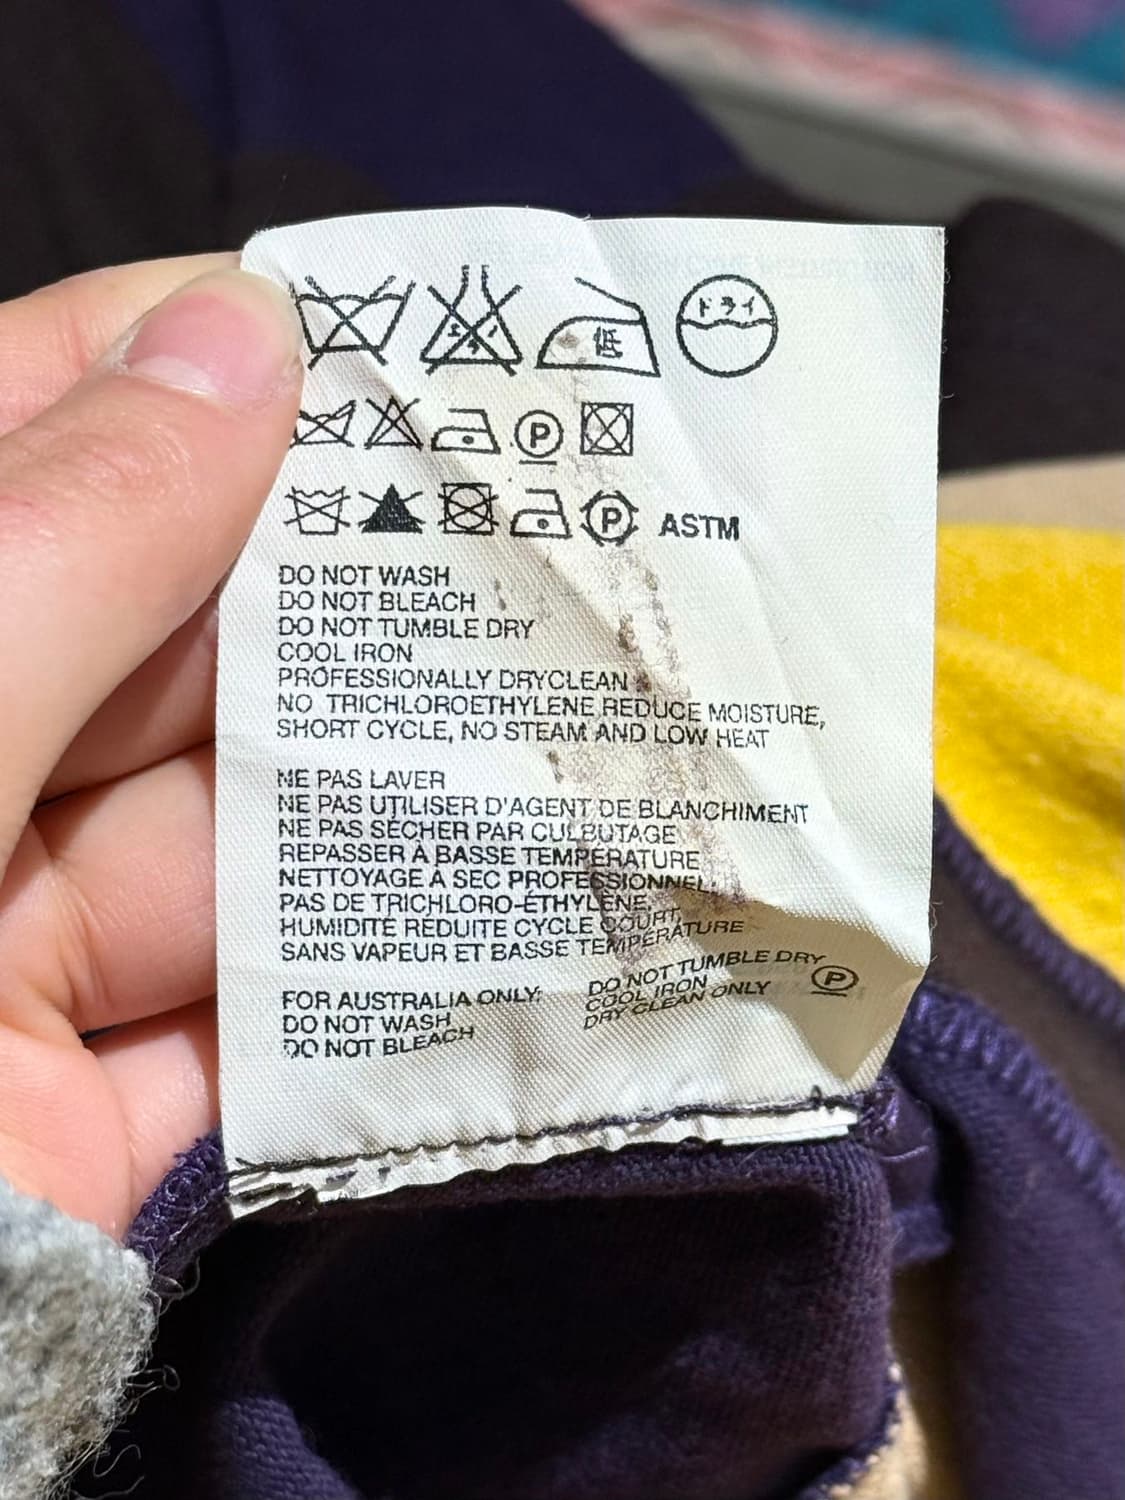 エンソ
低
ドライ
P
P ASTM
DO NOT WASH
DO NOT BLEACH
DO NOT TUMBLE DRY
COOL IRON
PROFESSIONALLY DRYCLEAN
NO TRICHLOROETHYLENE REDUCE MOISTURE,
SHORT CYCLE, NO STEAM AND LOW HEAT
NE PAS LAVER
NE PAS UTILISER D'AGENT DE BLANCHIMENT
NE PAS SÉCHER PAR CULBUTAGE
REPASSER À BASSE TEMPÉRATURE
NETTOYAGE À SEC PROFESSIONNEL,
PAS DE TRICHLORO-ÉTHYLÈNE,
HUMIDITÉ RÉDUITE CYCLE COURT,
SANS VAPEUR ET BASSE TEMPÉRATURE
FOR AUSTRALIA ONLY:
DO NOT WASH
DO NOT BLEACH
DO NOT TUMBLE DRY
COOL IRON
DRY CLEAN ONLY
P